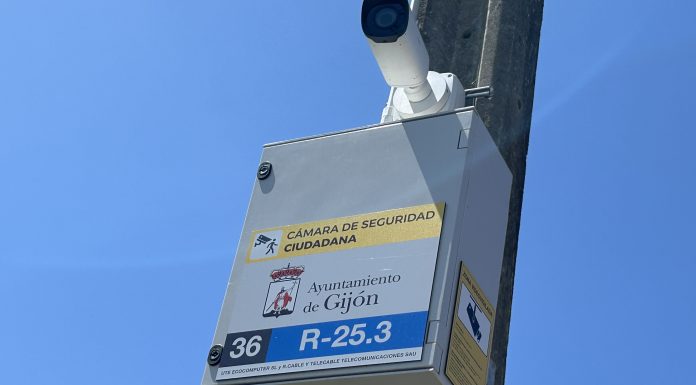 CÁMARA DE SEGURIDAD
CIUDADANA
Ayuntamiento
de Gijón
36 R-25.3
UTE ECOCOMPUTER SL y R.CABLE Y TELECABLE TELECOMUNICACIONES SAU